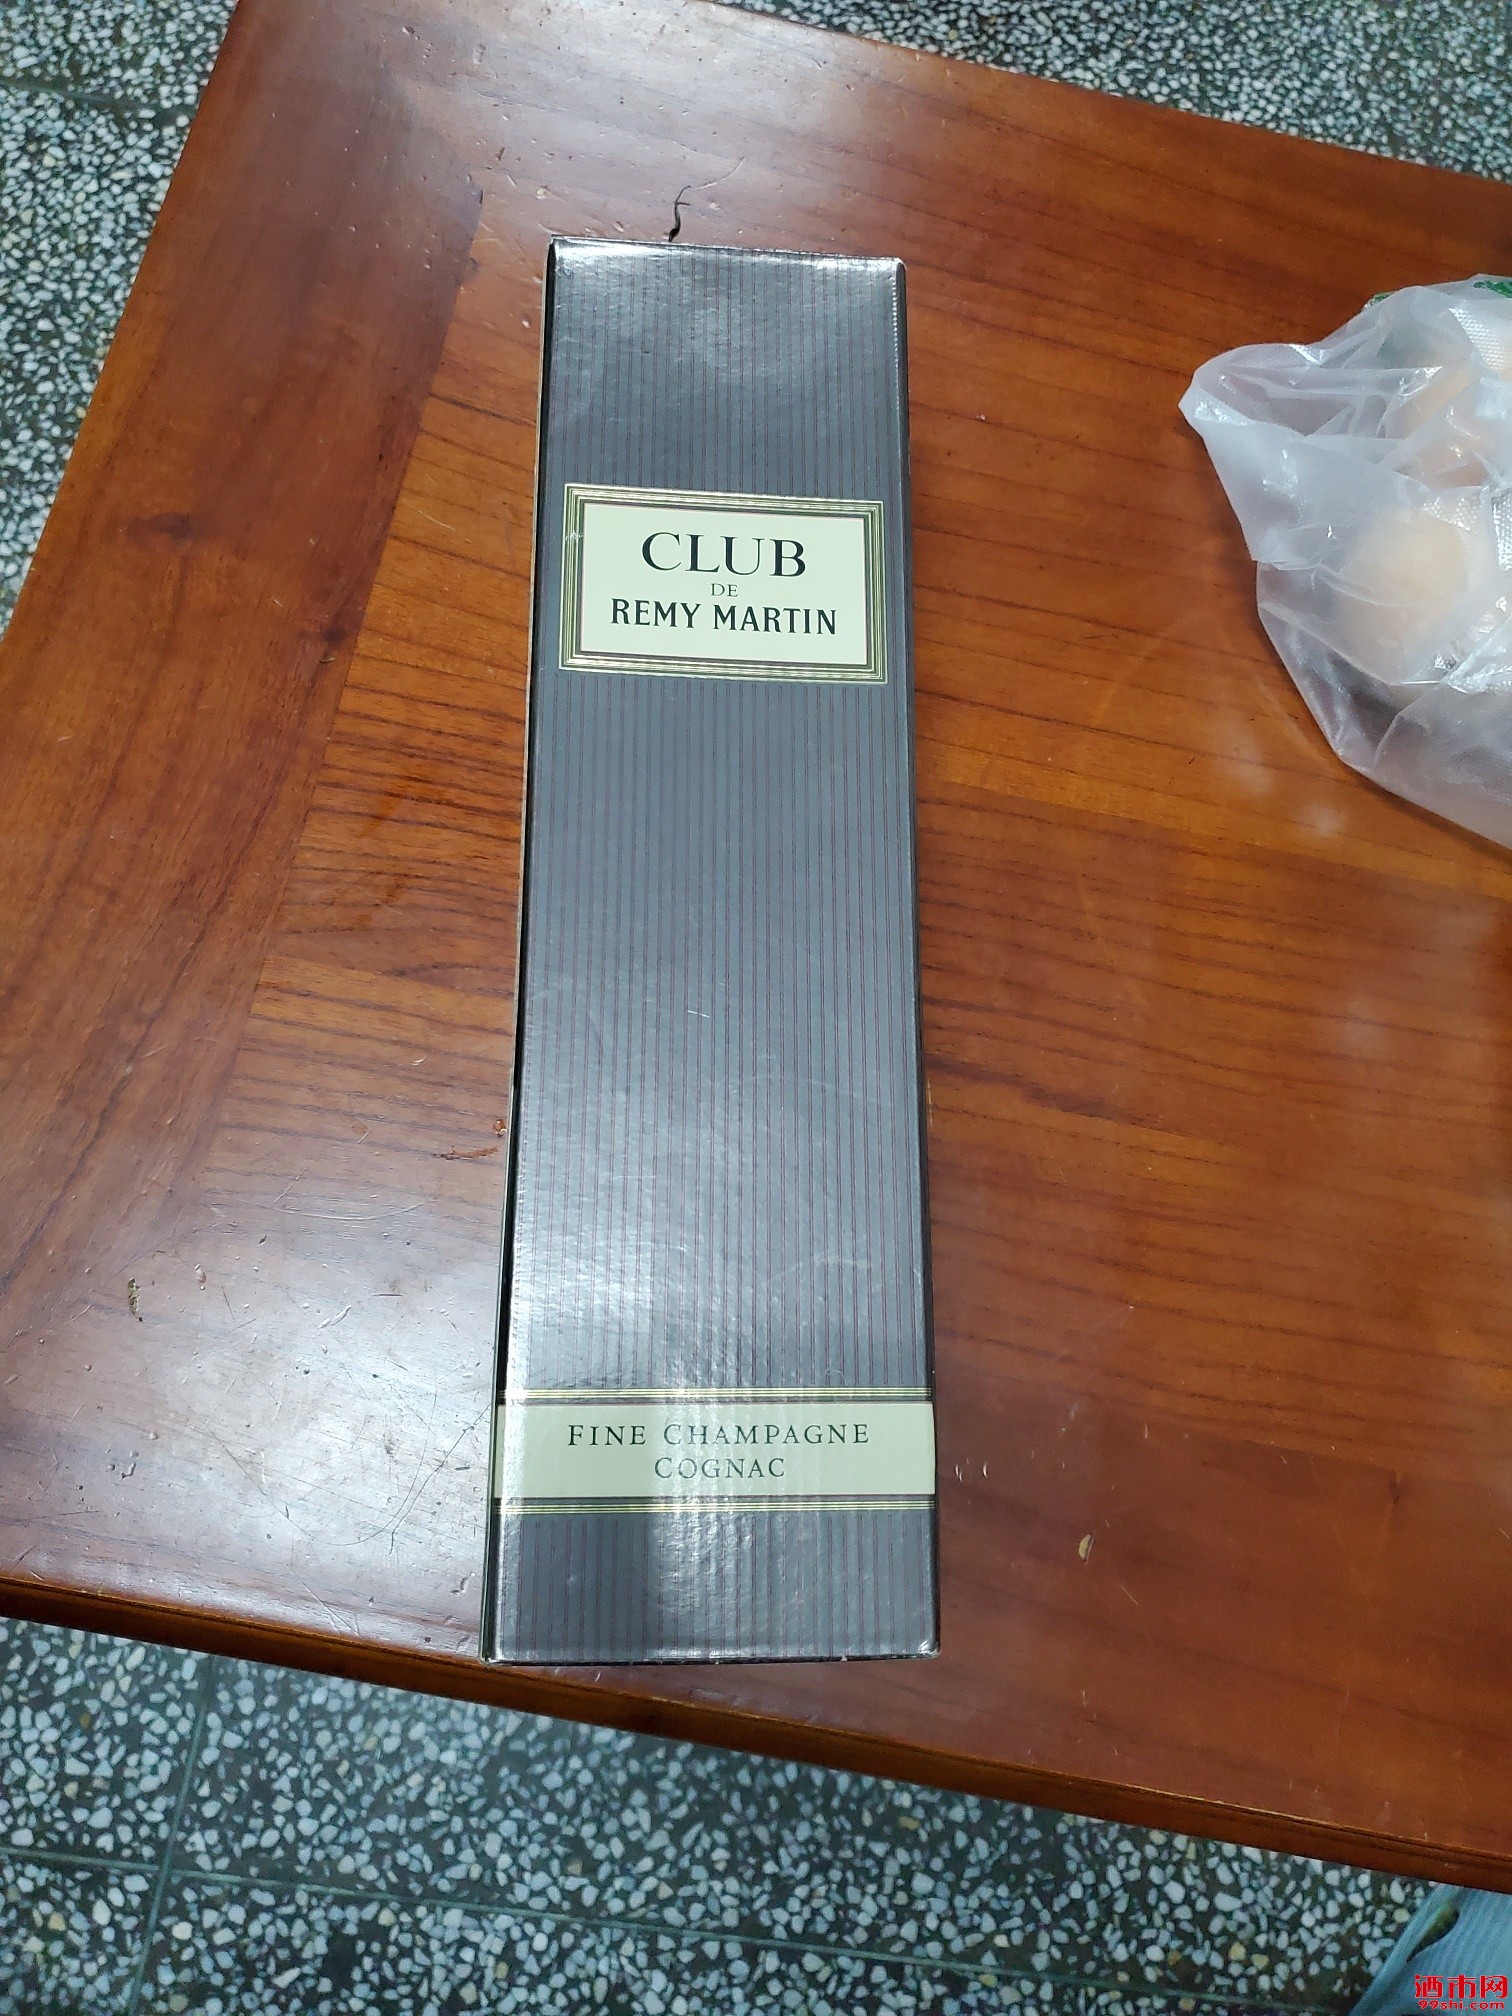 CLUB
DE
REMY MARTIN
FINE CHAMPAGNE
COGNAC
酒市网
99shi.com